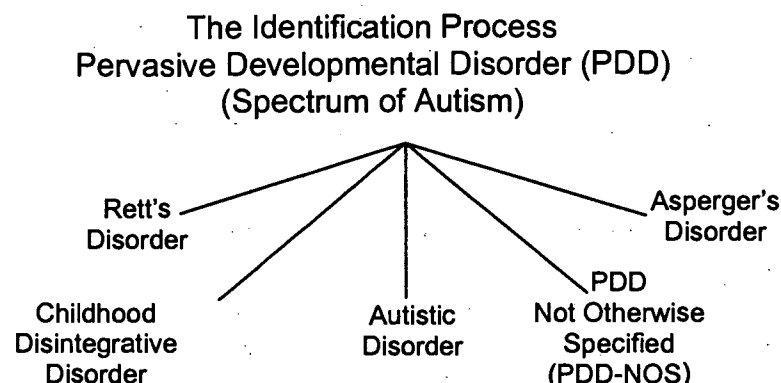 The Identification Process
Pervasive Developmental Disorder (PDD)
(Spectrum of Autism)
Rett's
Disorder
Asperger's
Disorder
Childhood
Disintegrative
Disorder
Autistic
Disorder
PDD
Not Otherwise
Specified
(PDD-NOS)